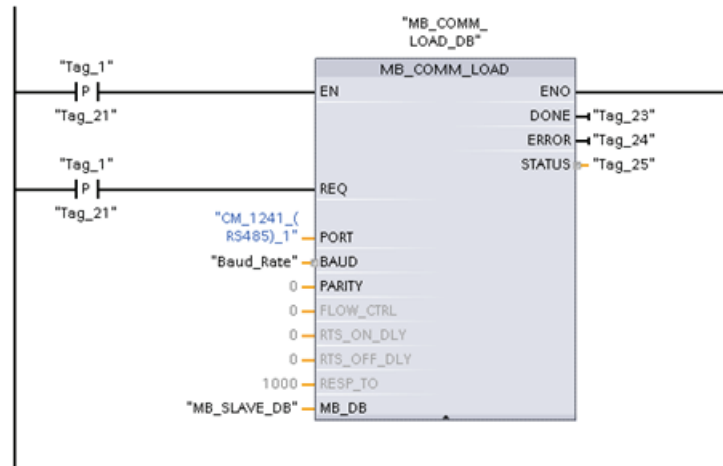 "MB_COMM_
LOAD_DB"
MB_COMM_LOAD
"Tag_1"
P
"Tag_21"
EN
ENO
DONE
"Tag_23"
ERROR
"Tag_24"
STATUS
"Tag_25"
"Tag_1"
P
"Tag_21"
REQ
"CM_1241_(
RS485)_1"
PORT
"Baud_Rate"
BAUD
0
PARITY
0
FLOW_CTRL
0
RTS_ON_DLY
0
RTS_OFF_DLY
1000
RESP_TO
"MB_SLAVE_DB"
MB_DB